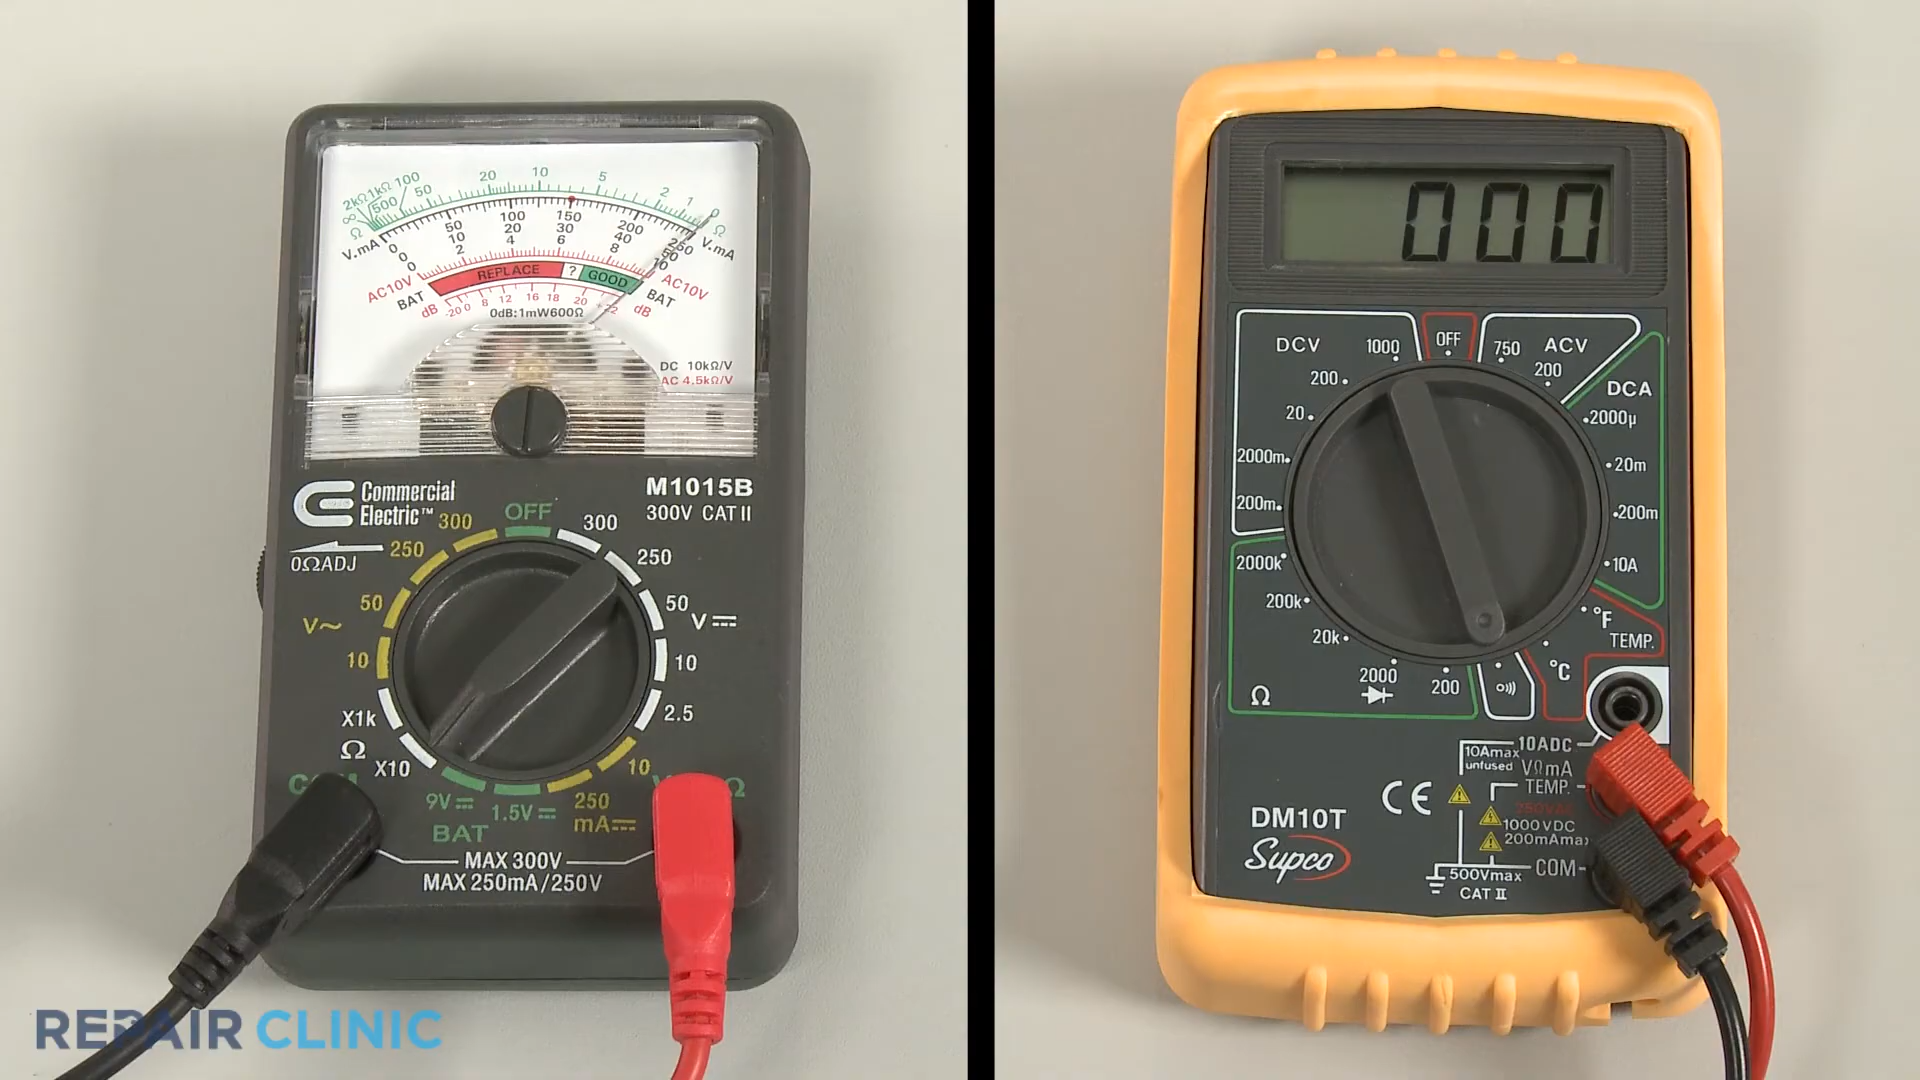 2kΩ 1kΩ 100 50 20 10 5 2 1 0
∞ 500
Ω Ω
V.mA 0 50 100 150 200 250 V.mA
0 10 20 30 40 50
0 2 4 6 8 10
AC10V REPLACE ? GOOD AC10V
BAT BAT
dB -20 0 8 12 16 18 20 +22 dB
0dB:1mW600Ω
DC 10kΩ/V
AC 4.5kΩ/V
Commercial
Electric™
M1015B
300V CAT II
0ΩADJ
OFF
300 300
250 250
50 50
V~ V⎓
10 10
X1k 2.5
Ω
X10 10
COM VΩ
9V⎓ 1.5V⎓ 250
BAT mA⎓
MAX 300V
MAX 250mA/250V
REPAIR CLINIC
000
DCV 1000 OFF 750 ACV
200 200
DCA
20 2000µ
2000m 20m
200m 200m
2000k 10A
200k °F
20k TEMP.
2000 200 °C
Ω
10ADC
10Amax
unfused VΩmA
TEMP.
1000VDC
200mAmax
COM
500Vmax
CAT II
CE
DM10T
Supco